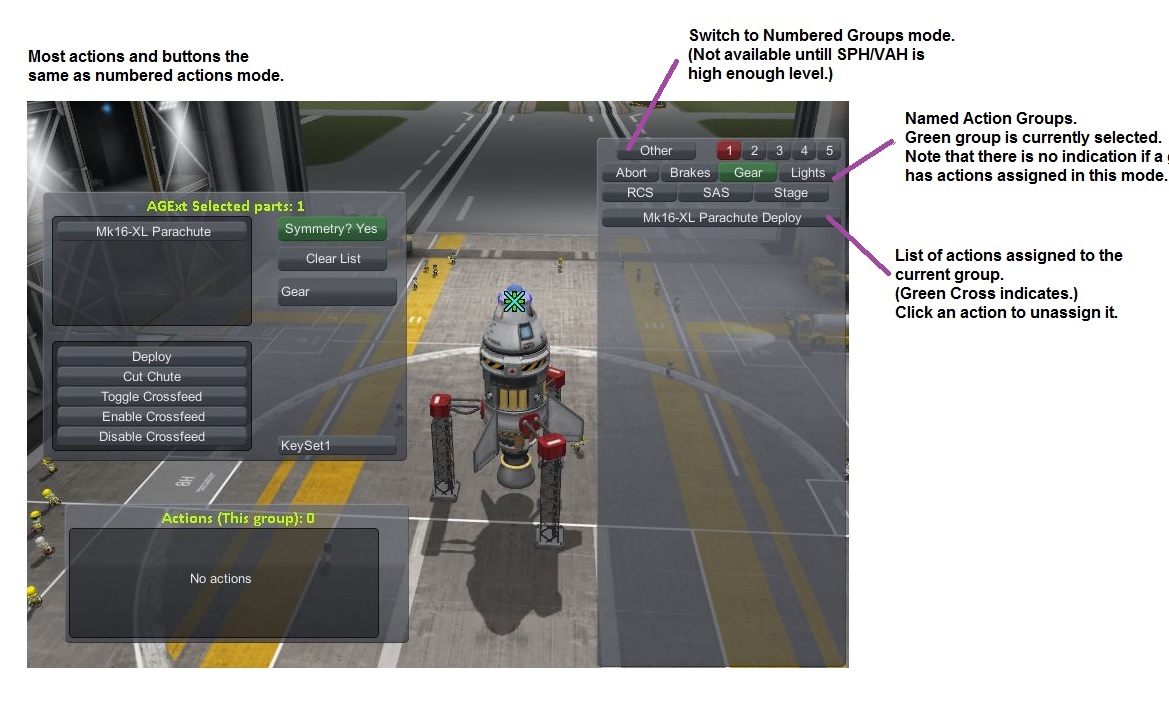 Most actions and buttons the
same as numbered actions mode.
Switch to Numbered Groups mode.
(Not available untill SPH/VAH is
high enough level.)
Named Action Groups.
Green group is currently selected.
Note that there is no indication if a
has actions assigned in this mode.
List of actions assigned to the
current group.
(Green Cross indicates.)
Click an action to unassign it.
Other 1 2 3 4 5
Abort Brakes Gear Lights
RCS SAS Stage
Mk16-XL Parachute Deploy
AGExt Selected parts: 1
Mk16-XL Parachute
Symmetry? Yes
Clear List
Gear
Deploy
Cut Chute
Toggle Crossfeed
Enable Crossfeed
Disable Crossfeed
KeySet1
Actions (This group): 0
No actions